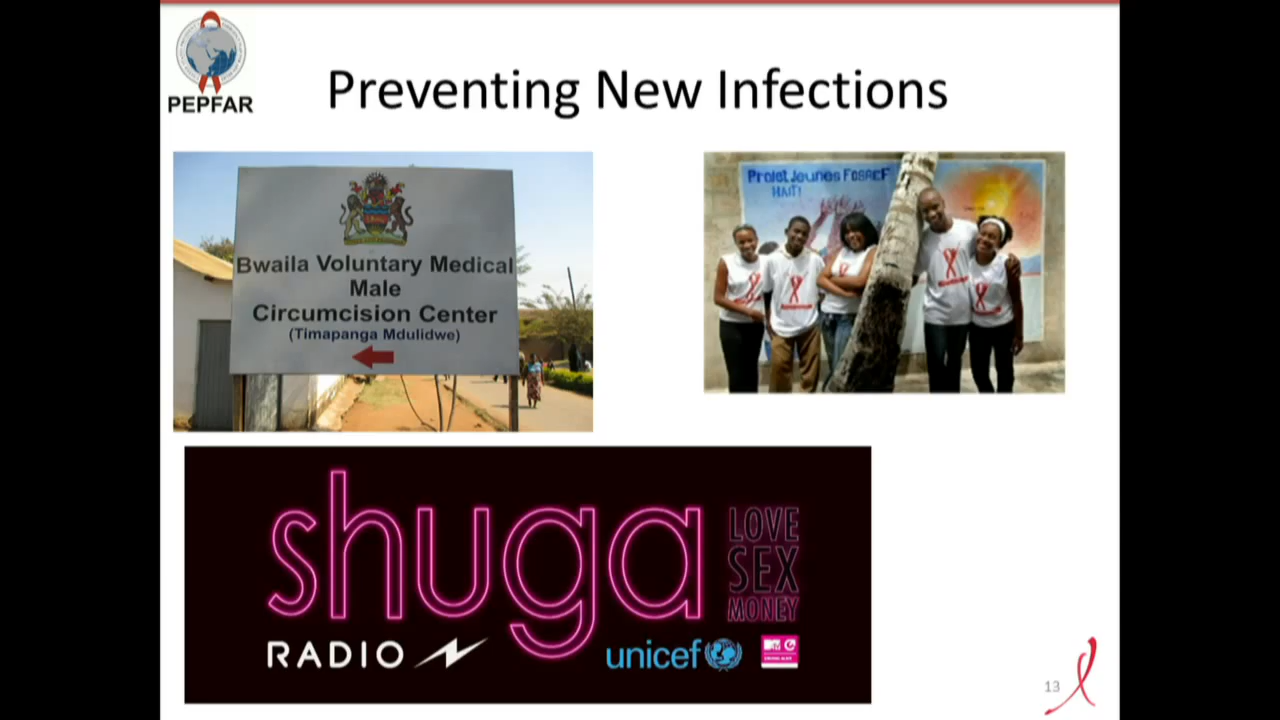 PEPFAR
Preventing New Infections
Bwaila Voluntary Medical
Male
Circumcision Center
(Timapanga Mdulidwe)
Projet Jeunes FOSREF
HAITI
shuga
LOVE
SEX
MONEY
RADIO
unicef
MTV
13